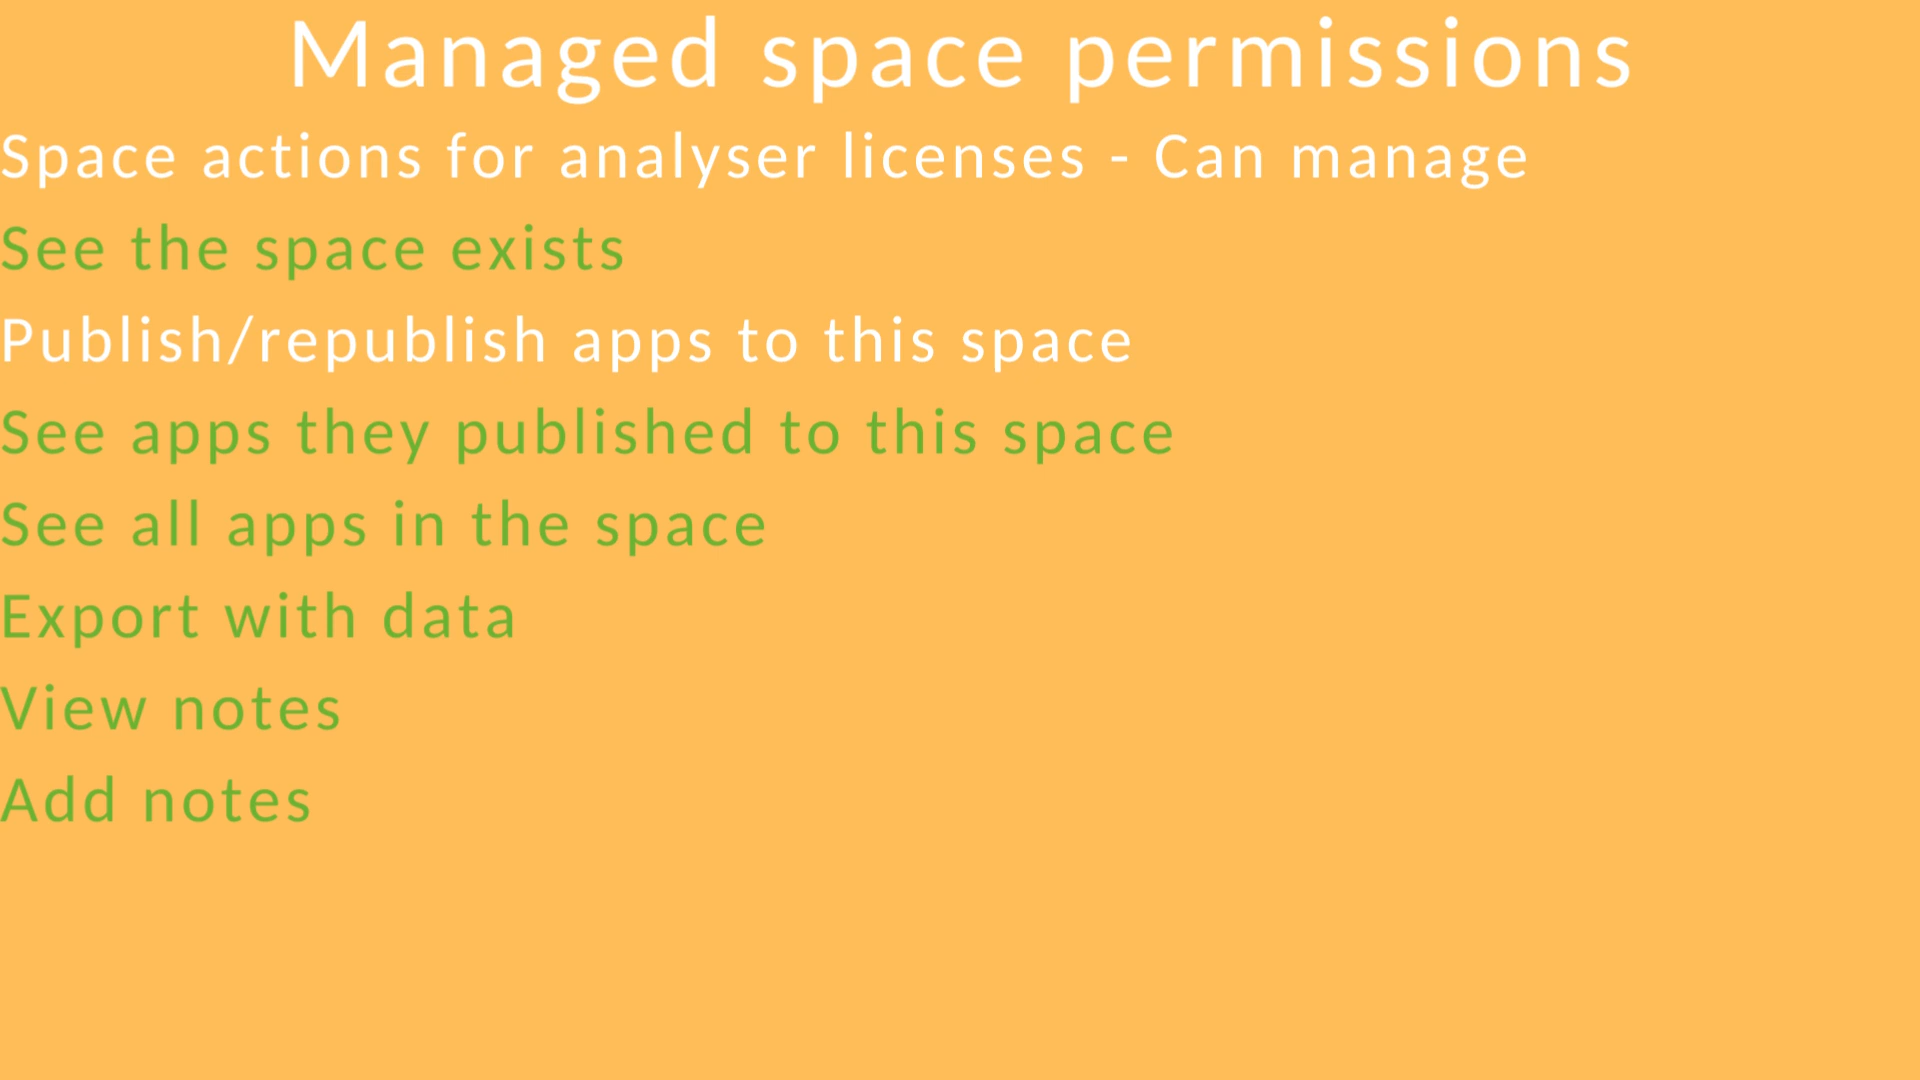 Managed space permissions
Space actions for analyser licenses - Can manage
See the space exists
Publish/republish apps to this space
See apps they published to this space
See all apps in the space
Export with data
View notes
Add notes